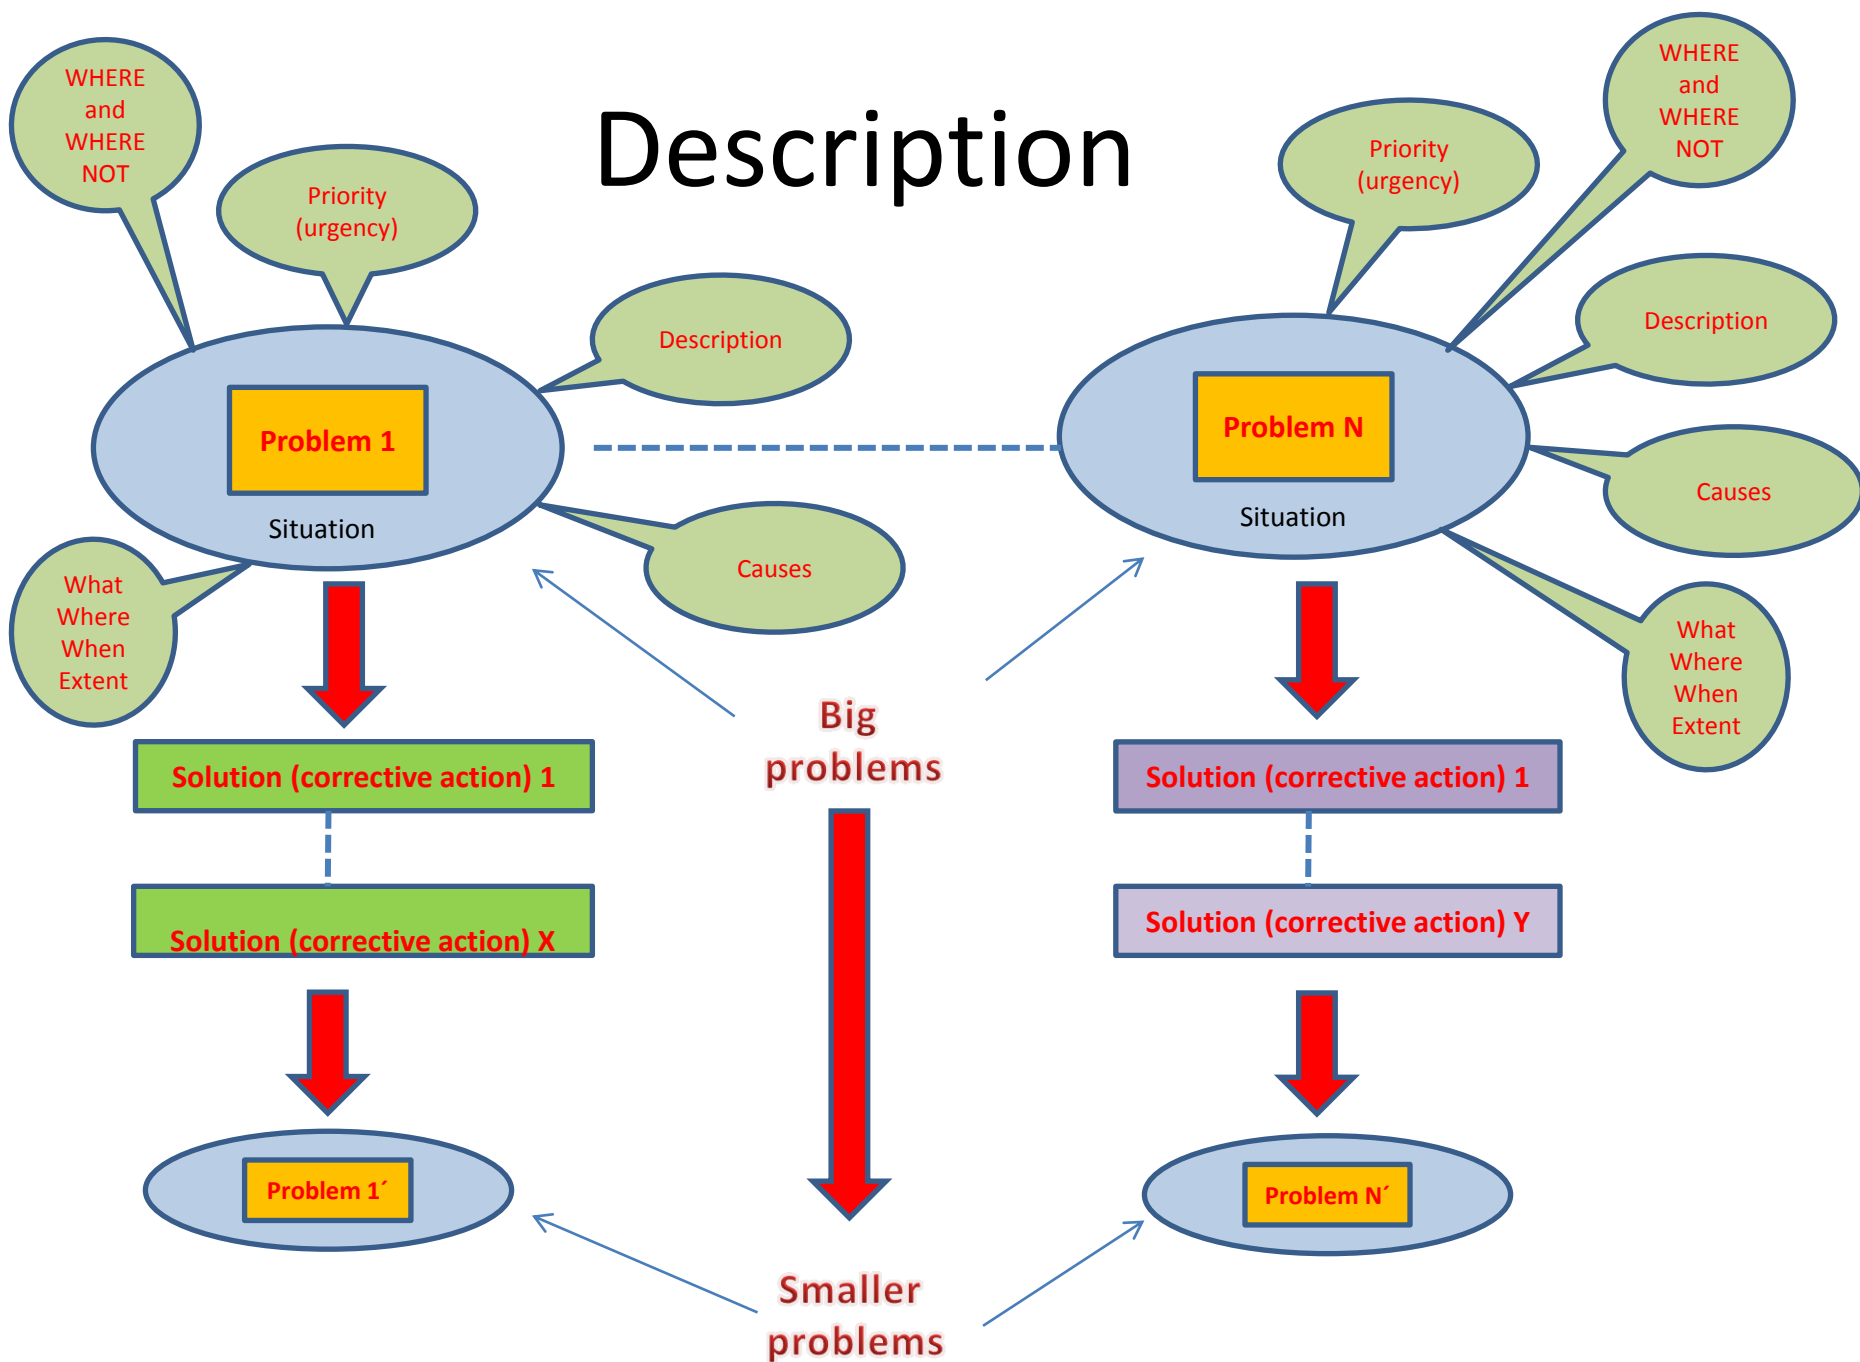 Description
WHERE
and
WHERE
NOT
Priority
(urgency)
Description
Problem 1
Situation
Causes
What
Where
When
Extent
Priority
(urgency)
WHERE
and
WHERE
NOT
Description
Problem N
Situation
Causes
What
Where
When
Extent
Big
problems
Solution (corrective action) 1
Solution (corrective action) X
Solution (corrective action) 1
Solution (corrective action) Y
Problem 1´
Problem N´
Smaller
problems